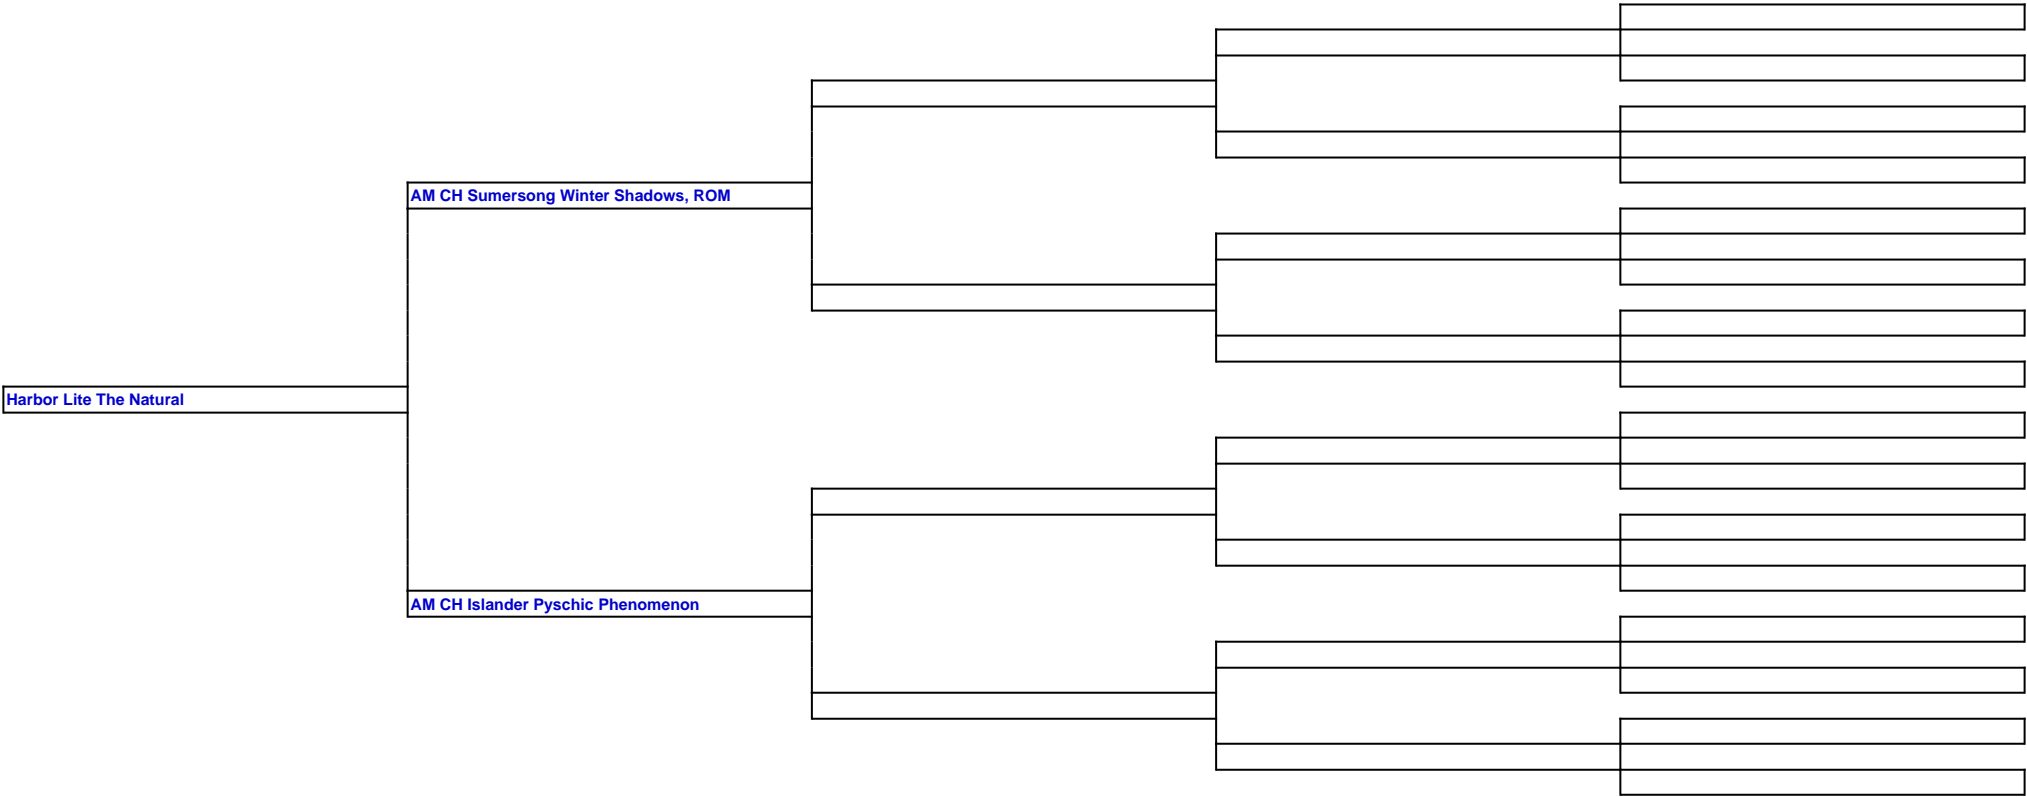 AM CH Sumersong Winter Shadows, ROM
Harbor Lite The Natural
AM CH Islander Pyschic Phenomenon